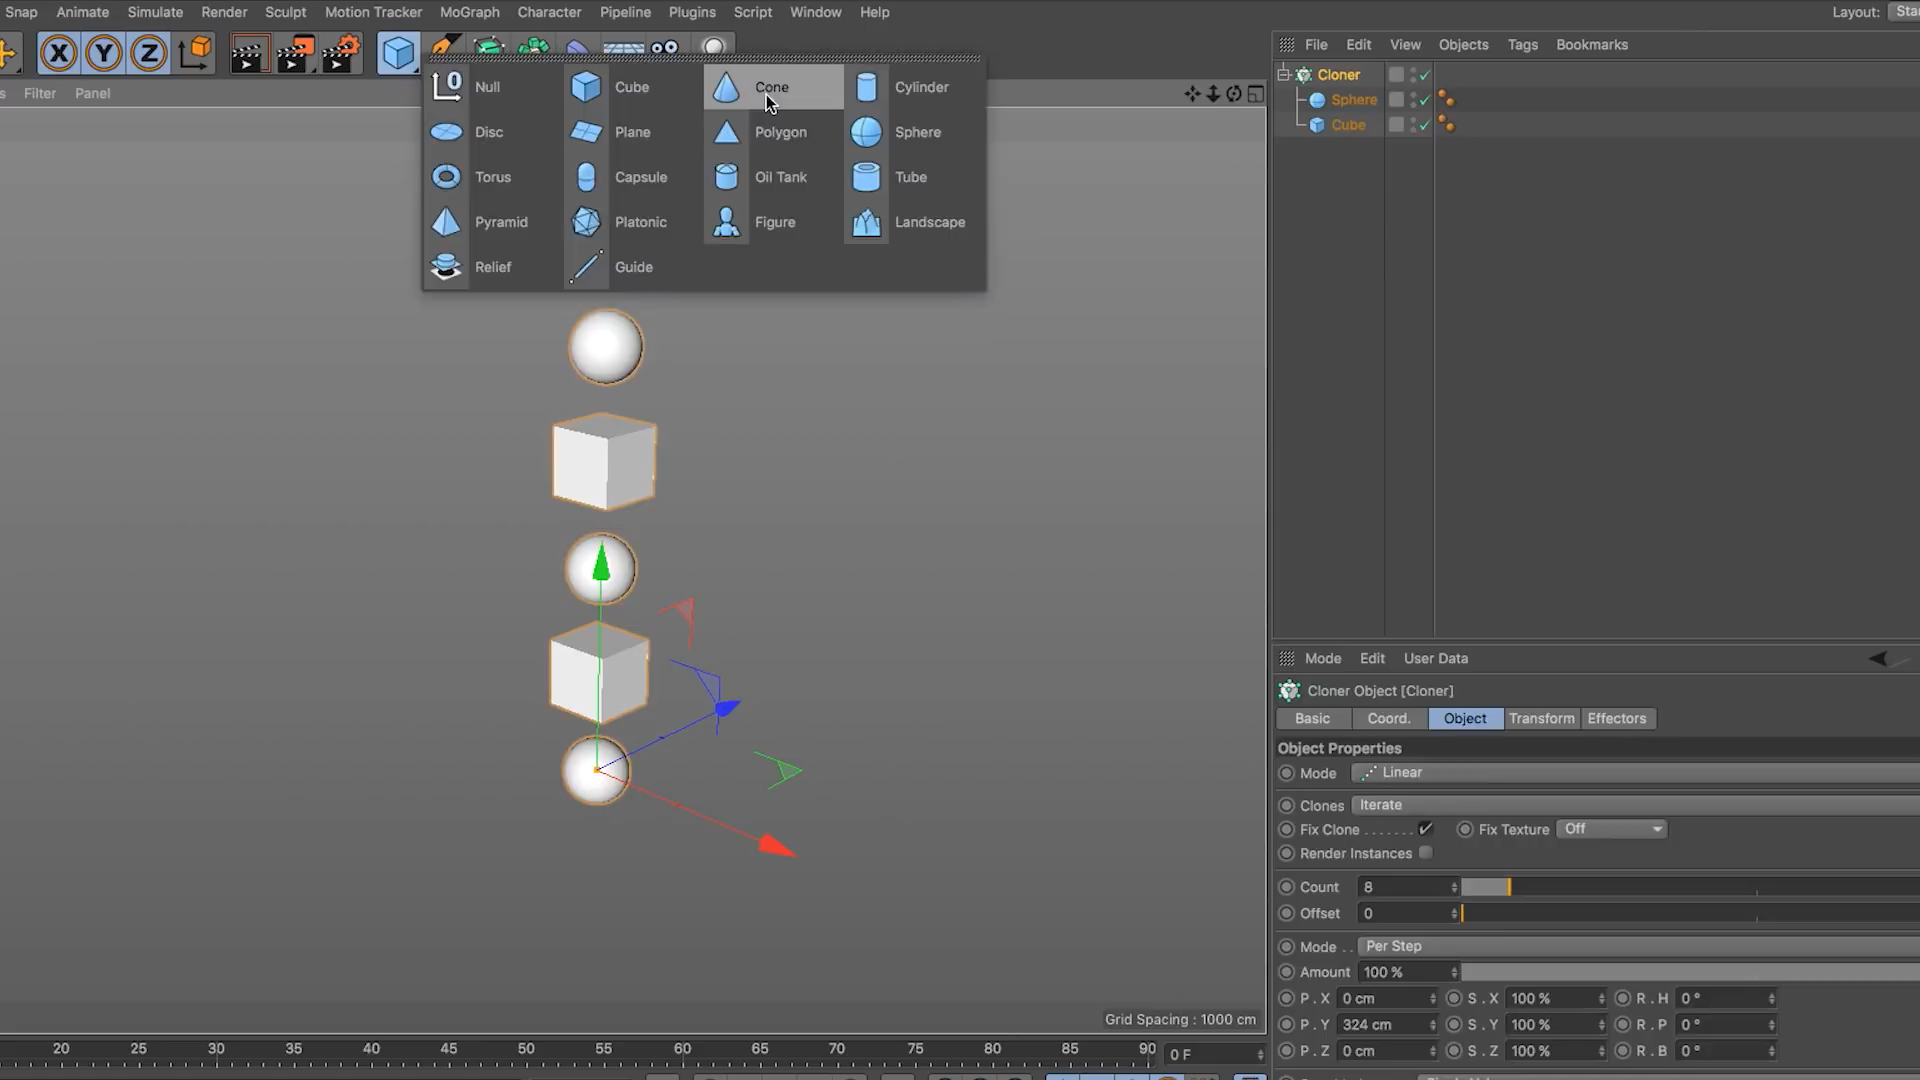 Snap Animate Simulate Render Sculpt Motion Tracker MoGraph Character Pipeline Plugins Script Window Help Layout:
X Y Z
File Edit View Objects Tags Bookmarks
Filter Panel
0 Null Cube Cone Cylinder
Disc Plane Polygon Sphere
Torus Capsule Oil Tank Tube
Pyramid Platonic Figure Landscape
Relief Guide
Cloner
Sphere
Cube
Mode Edit User Data
Cloner Object [Cloner]
Basic Coord. Object Transform Effectors
Object Properties
Mode Linear
Clones Iterate
Fix Clone ....... Fix Texture Off
Render Instances
Count 8
Offset 0
Mode .. Per Step
Amount 100 %
P . X 0 cm S . X 100 % R . H 0 °
P . Y 324 cm S . Y 100 % R . P 0 °
P . Z 0 cm S . Z 100 % R . B 0 °
Grid Spacing : 1000 cm
20 25 30 35 40 45 50 55 60 65 70 75 80 85 90 0 F